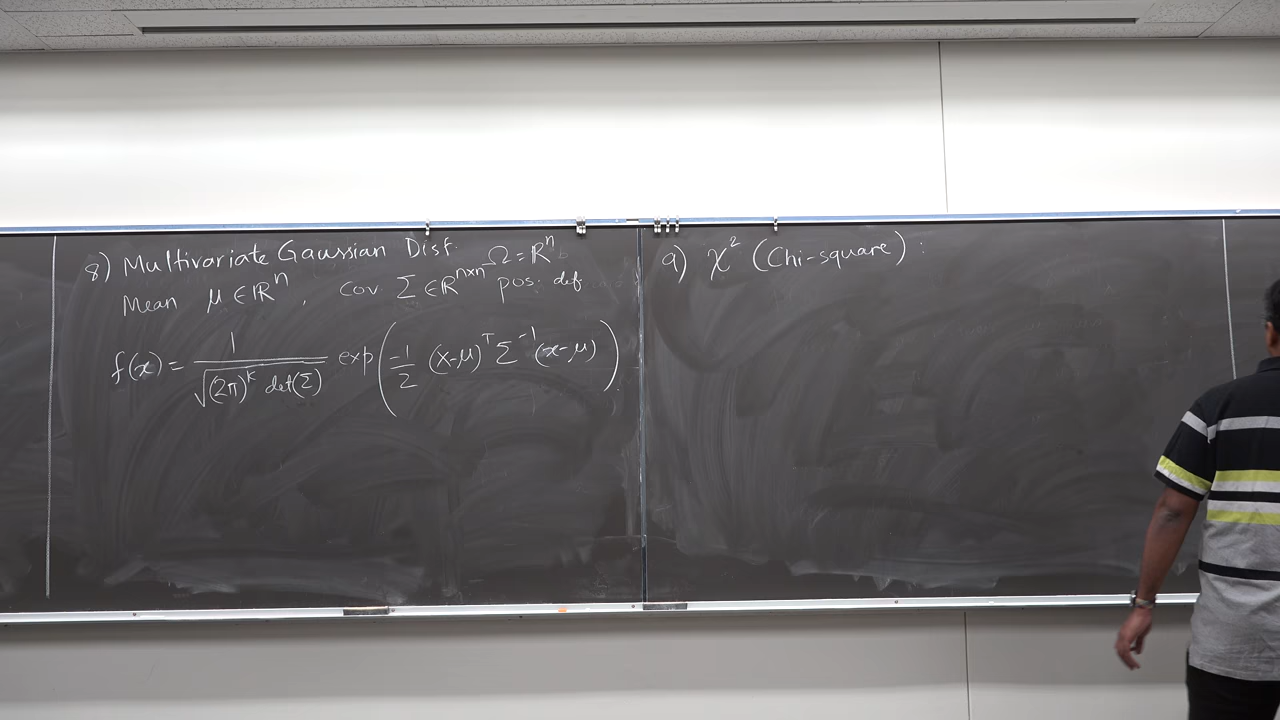 8) Multivariate Gaussian Dist. Ω = ℝⁿ
Mean μ ∈ ℝⁿ, cov. Σ ∈ ℝⁿˣⁿ pos. def
f(x) = 1 / √((2π)ᵏ det(Σ)) exp(-1/2 (x-μ)ᵀ Σ⁻¹ (x-μ))
9) χ² (Chi-square) :